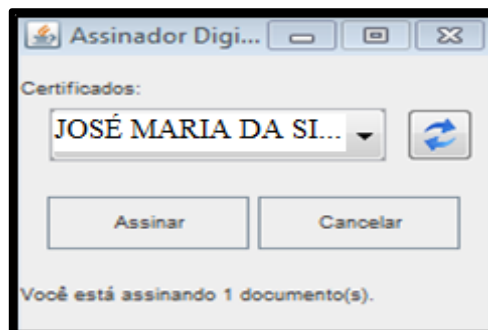 Assinador Digi...
Certificados:
JOSÉ MARIA DA SI...
Assinar Cancelar
Você está assinando 1 documento(s).